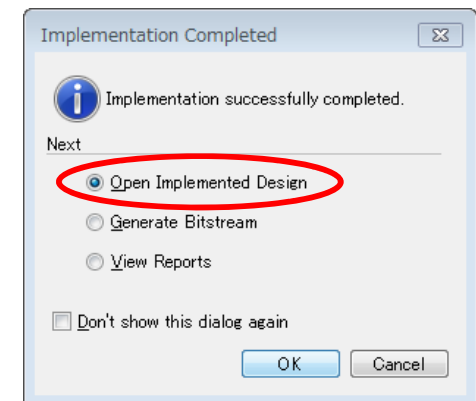 Implementation Completed
Implementation successfully completed.
Next
Open Implemented Design
Generate Bitstream
View Reports
Don't show this dialog again
OK
Cancel